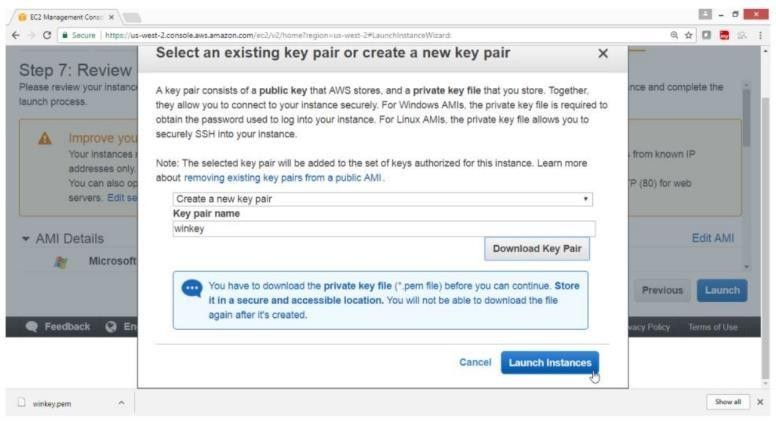 EC2 Management Conso
Secure | https://us-west-2.console.aws.amazon.com/ec2/v2/home?region=us-west-2#LaunchInstanceWizard:
Select an existing key pair or create a new key pair
Step 7: Review
Please review your instance
launch process.
nce and complete the
A key pair consists of a public key that AWS stores, and a private key file that you store. Together,
they allow you to connect to your instance securely. For Windows AMIs, the private key file is required to
obtain the password used to log into your instance. For Linux AMIs, the private key file allows you to
securely SSH into your instance.
Improve you
Your instances
addresses only.
You can also op
servers. Edit se
from known IP
(80) for web
Note: The selected key pair will be added to the set of keys authorized for this instance. Learn more
about removing existing key pairs from a public AMI.
Create a new key pair
Key pair name
winkey
Download Key Pair
AMI Details
Edit AMI
Microsoft
You have to download the private key file (*.pem file) before you can continue. Store
it in a secure and accessible location. You will not be able to download the file
again after it's created.
Previous Launch
Feedback En
vacy Policy Terms of Use
Cancel Launch Instances
winkey.pem
Show all